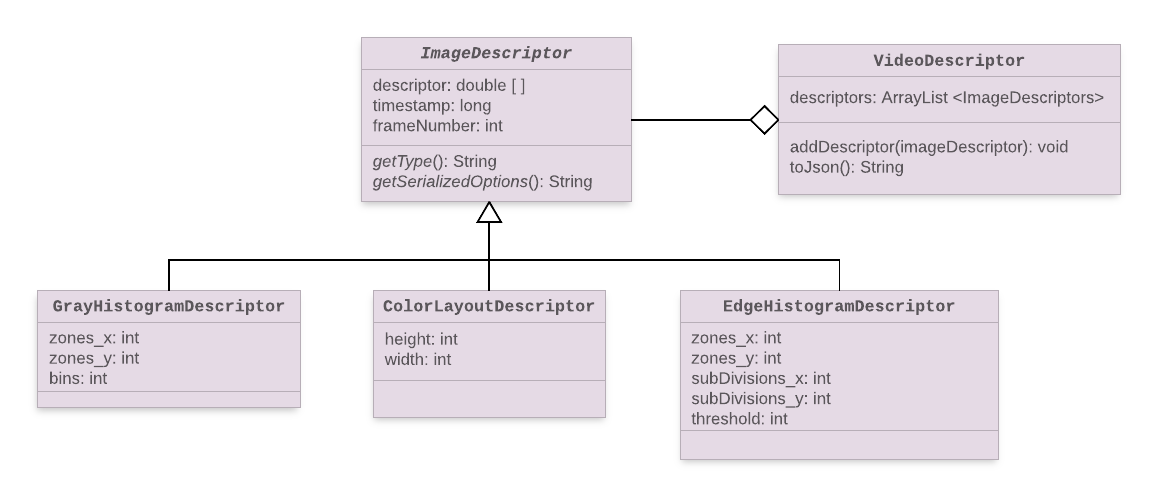 ImageDescriptor
descriptor: double [ ]
timestamp: long
frameNumber: int
getType(): String
getSerializedOptions(): String
VideoDescriptor
descriptors: ArrayList <ImageDescriptors>
addDescriptor(imageDescriptor): void
toJson(): String
GrayHistogramDescriptor
zones_x: int
zones_y: int
bins: int
ColorLayoutDescriptor
height: int
width: int
EdgeHistogramDescriptor
zones_x: int
zones_y: int
subDivisions_x: int
subDivisions_y: int
threshold: int